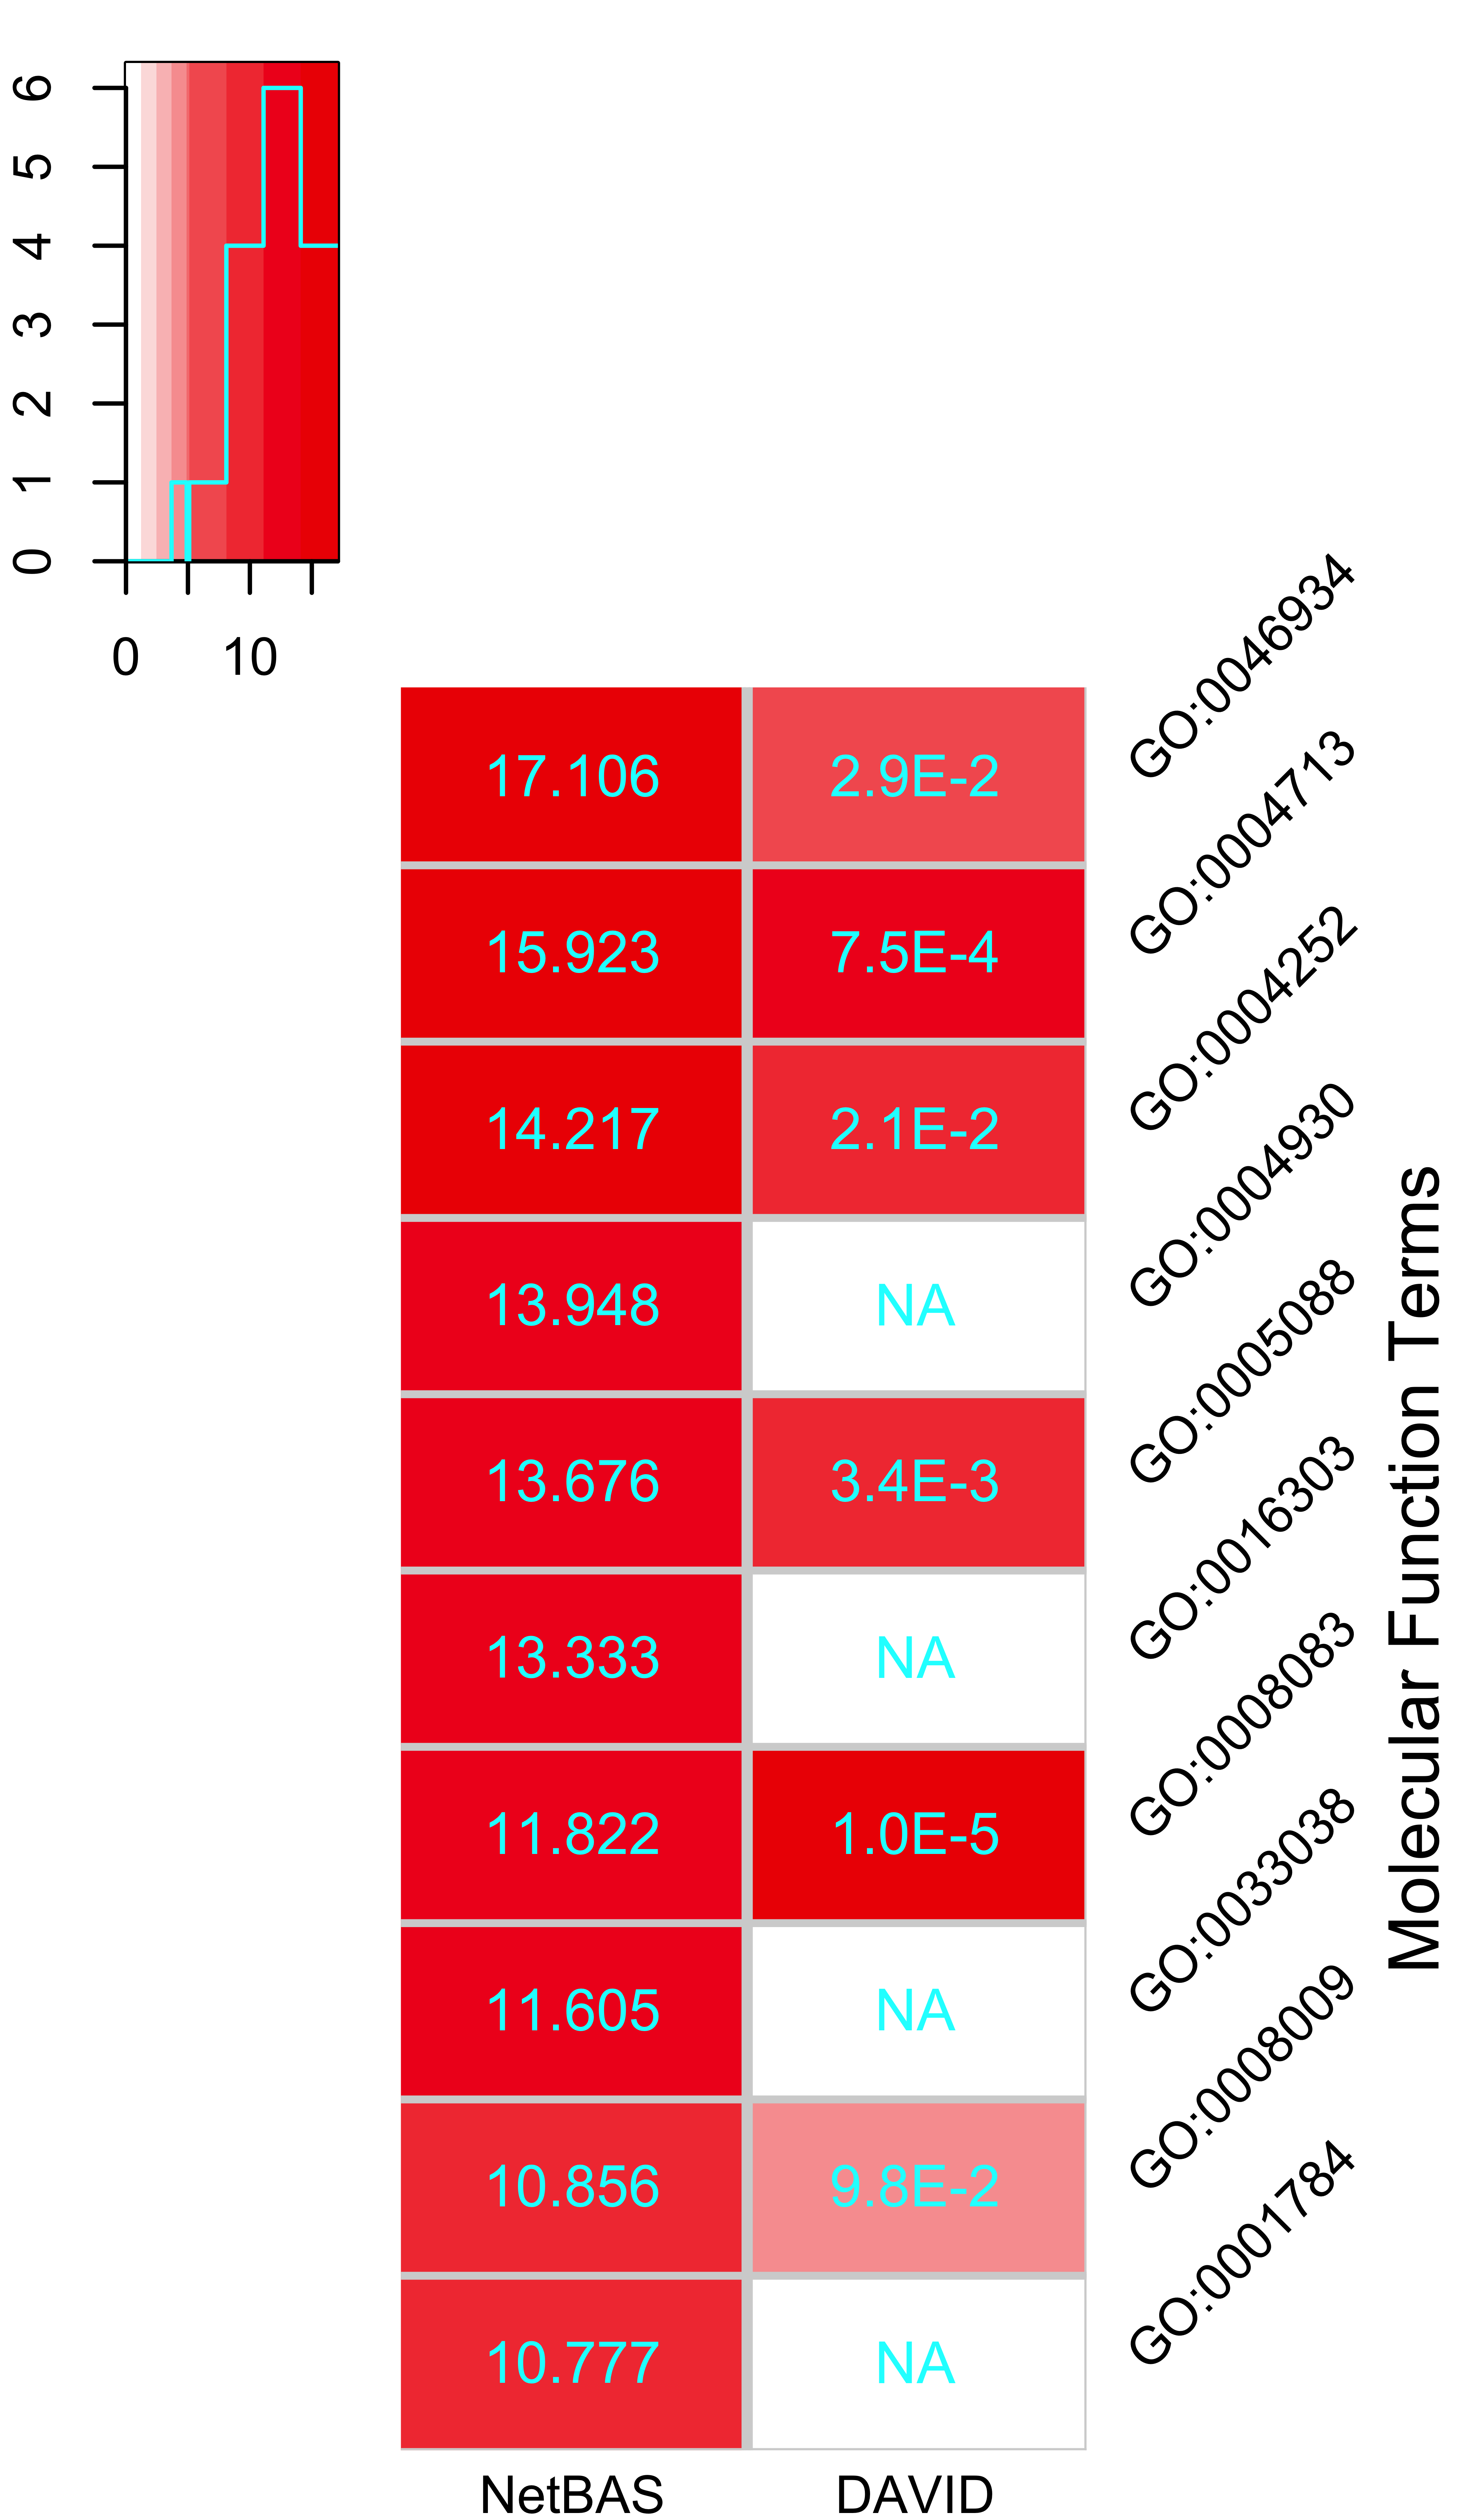 6
5
4
3
2
1
0
0 10
17.106 2.9E-2 GO:0046934
15.923 7.5E-4 GO:0004713
14.217 2.1E-2 GO:0004252
13.948 NA GO:0004930
13.676 3.4E-3 GO:0005088
13.333 NA GO:0016303
11.822 1.0E-5 GO:0008083
11.605 NA GO:0033038
10.856 9.8E-2 GO:0008009
10.777 NA GO:0001784
Molecular Function Terms
NetBAS DAVID